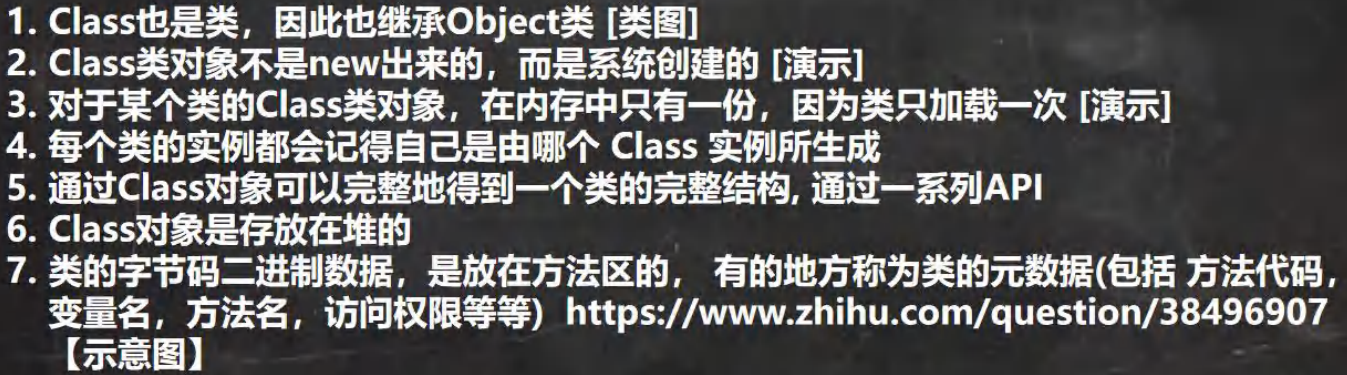 1. Class也是类，因此也继承Object类 [类图]
2. Class类对象不是new出来的，而是系统创建的 [演示]
3. 对于某个类的Class类对象，在内存中只有一份，因为类只加载一次 [演示]
4. 每个类的实例都会记得自己是由哪个 Class 实例所生成
5. 通过Class对象可以完整地得到一个类的完整结构, 通过一系列API
6. Class对象是存放在堆的
7. 类的字节码二进制数据，是放在方法区的， 有的地方称为类的元数据(包括 方法代码，
变量名，方法名，访问权限等等) https://www.zhihu.com/question/38496907
【示意图】